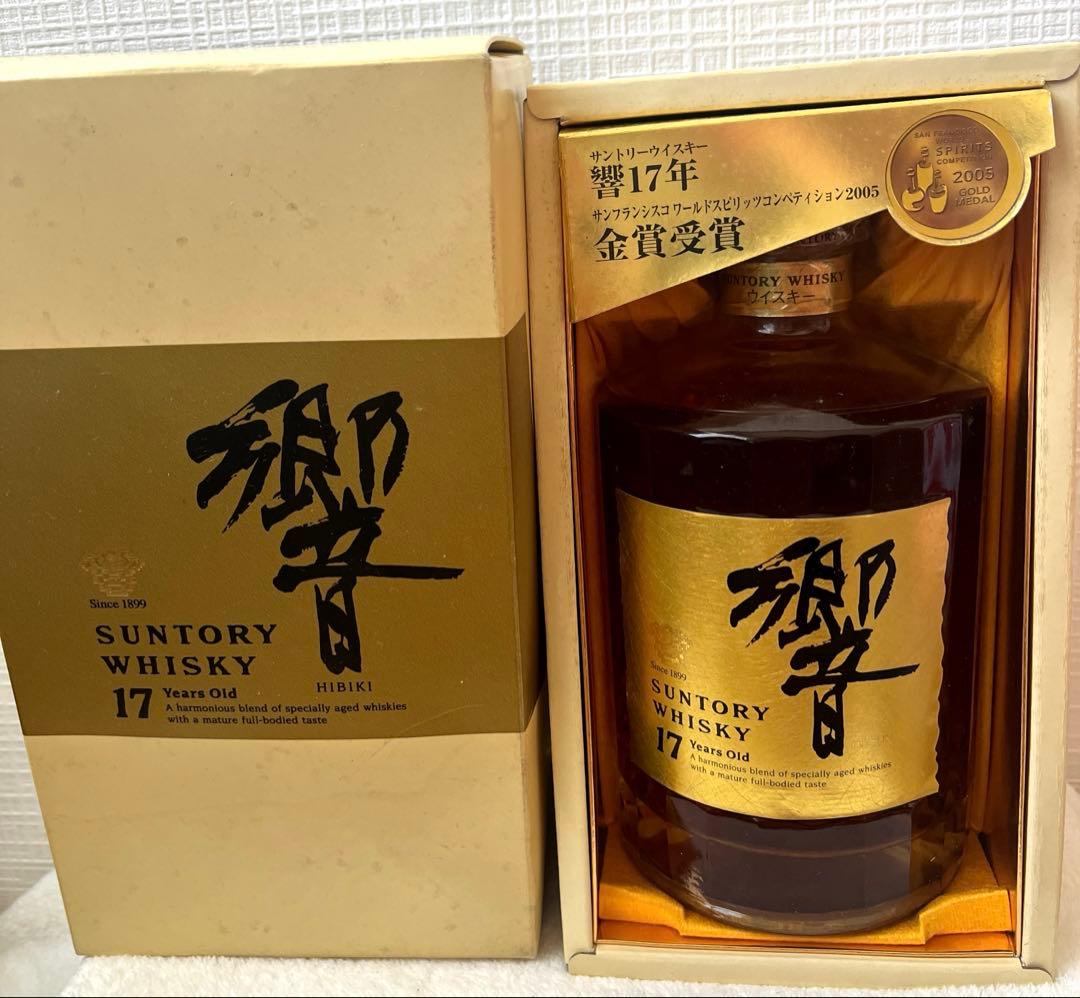 響
Since 1899
SUNTORY
WHISKY
HIBIKI
17 Years Old
A harmonious blend of specially aged whiskies
with a mature full-bodied taste
サントリーウイスキー
響17年
サンフランシスコ ワールドスピリッツコンペティション2005
金賞受賞
SAN FRANCISCO
WORLD
SPIRITS
COMPETITION
2005
GOLD
MEDAL
SUNTORY WHISKY
ウイスキー
響
Since 1899
SUNTORY
WHISKY
17 Years Old
A harmonious blend of specially aged whiskies
with a mature full-bodied taste